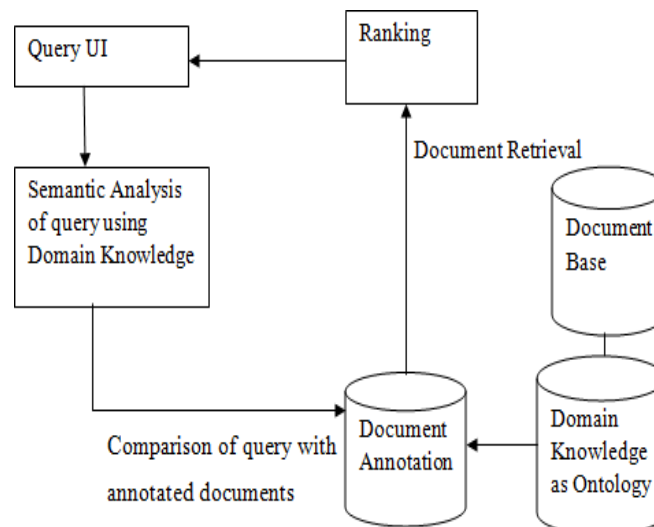 Query UI
Ranking
Document Retrieval
Semantic Analysis
of query using
Domain Knowledge
Document
Base
Comparison of query with
annotated documents
Document
Annotation
Domain
Knowledge
as Ontology